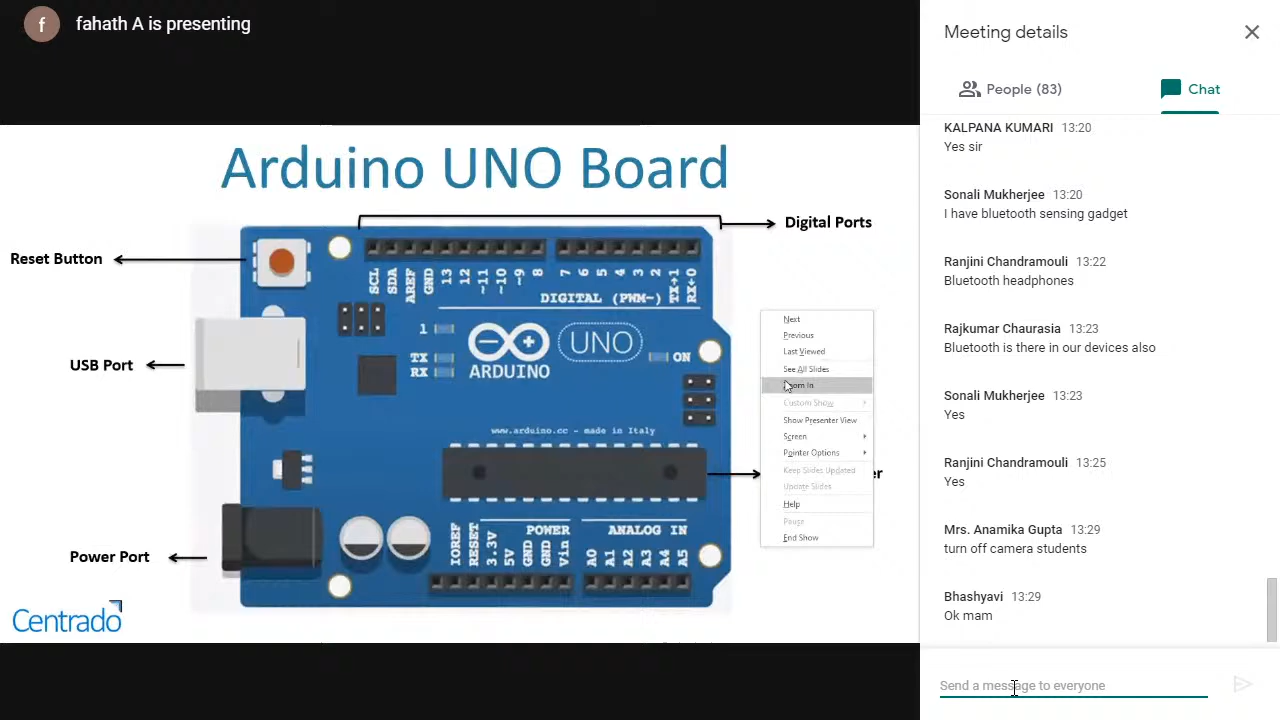 f
fahath A is presenting
Arduino UNO Board
Digital Ports
Reset Button
USB Port
Power Port
SCL
SDA
AREF
GND
13
12
~11
~10
~9
8
7
6
5
4
3
2
TX→1
RX←0
DIGITAL (PWM~)
1
TX
RX
ARDUINO
UNO
ON
www.arduino.cc - made in Italy
er
IOREF
RESET
3.3V
5V
GND
GND
Vin
POWER
ANALOG IN
A0
A1
A2
A3
A4
A5
Centrado
Next
Previous
Last Viewed
See All Slides
Custom Show
Show Presenter View
Screen
Pointer Options
Keep Slides Updated
Update Slides
Help
Pause
End Show
Meeting details
People (83)
Chat
KALPANA KUMARI 13:20
Yes sir
Sonali Mukherjee 13:20
I have bluetooth sensing gadget
Ranjini Chandramouli 13:22
Bluetooth headphones
Rajkumar Chaurasia 13:23
Bluetooth is there in our devices also
Sonali Mukherjee 13:23
Yes
Ranjini Chandramouli 13:25
Yes
Mrs. Anamika Gupta 13:29
turn off camera students
Bhashyavi 13:29
Ok mam
Send a message to everyone